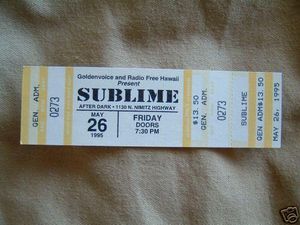 GEN. ADM.
0273
Goldenvoice and Radio Free Hawaii
Present
SUBLIME
AFTER DARK • 1130 N. NIMITZ HIGHWAY
MAY
26
1995
FRIDAY
DOORS
7:30 PM
GEN. ADM.
$13.50
0273
SUBLIME
GEN ADM $13.50
MAY 26, 1995